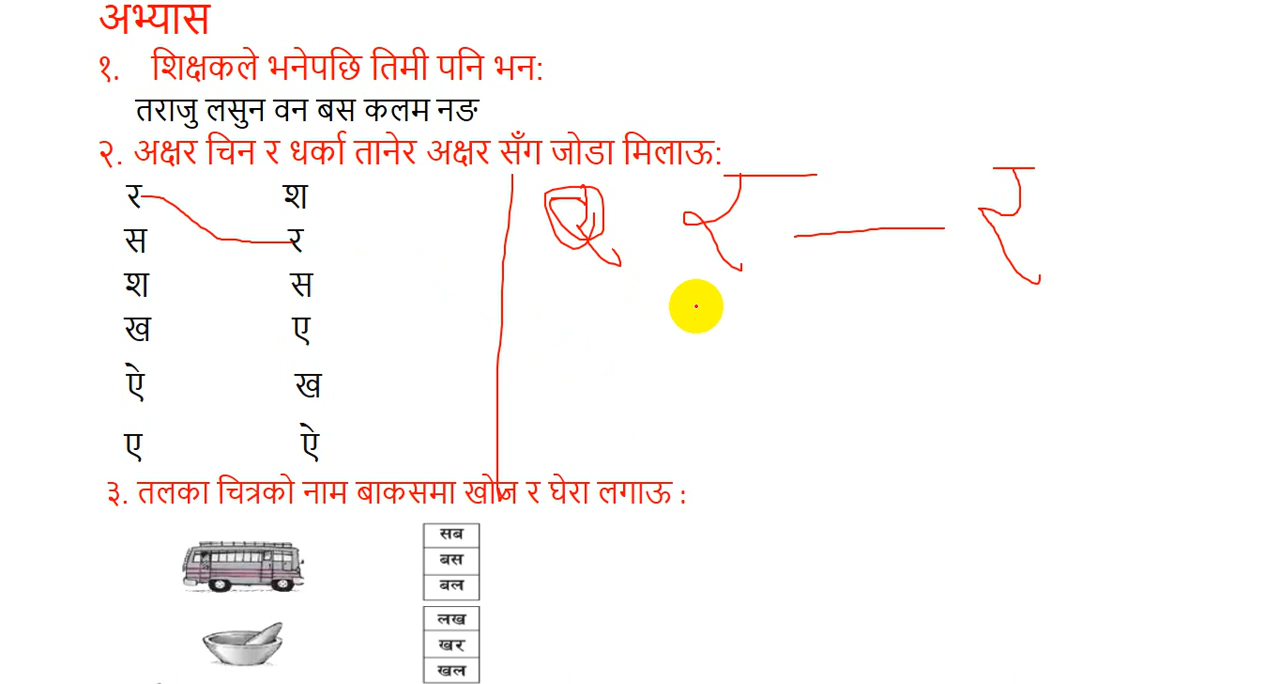 अभ्यास
१. शिक्षकले भनेपछि तिमी पनि भन:
तराजु लसुन वन बस कलम नङ
२. अक्षर चिन र धर्का तानेर अक्षर सँग जोडा मिलाऊ:
र श
स र
श स
ख ए
ऐ ख
ए ऐ
र र
३. तलका चित्रको नाम बाकसमा खोज र घेरा लगाऊ :
सब
बस
बल
लख
खर
खल